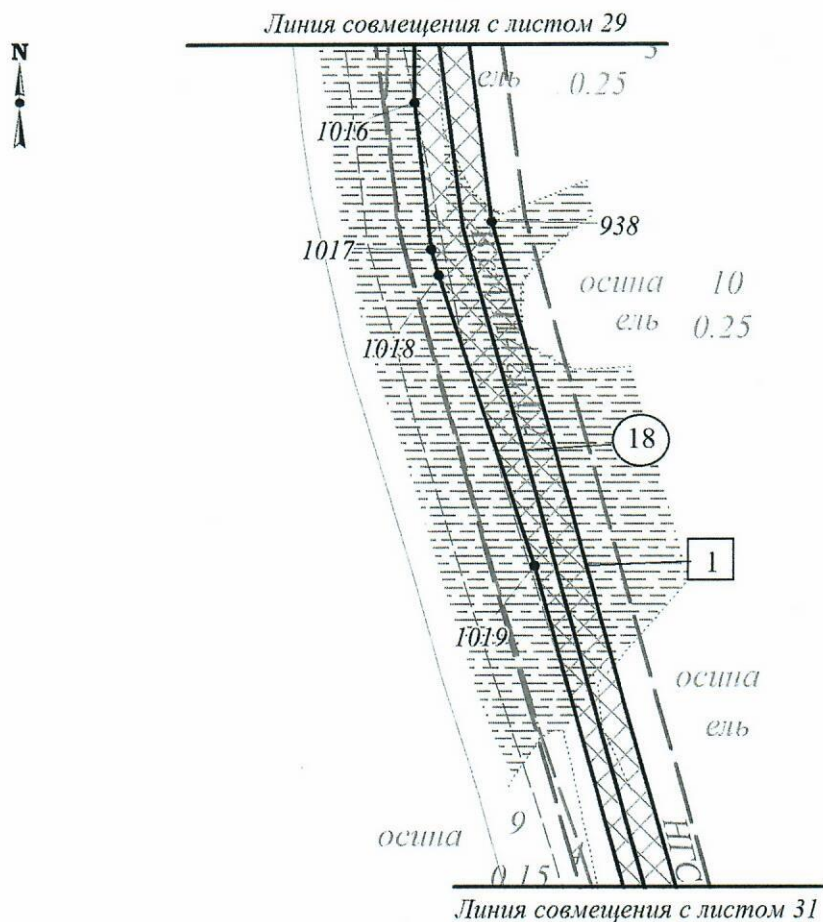 Линия совмещения с листом 29
N
ель 0.25
1016
938
1017
осина 10
ель 0.25
1018
18
1
1019
осина
ель
9
осина
0.15
НГС
Линия совмещения с листом 31